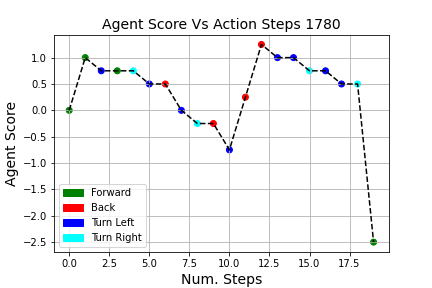 Agent Score Vs Action Steps 1780
1.0
0.5
0.0
−0.5
−1.0
−1.5
−2.0
−2.5
Agent Score
Forward
Back
Turn Left
Turn Right
0.0 2.5 5.0 7.5 10.0 12.5 15.0 17.5
Num. Steps